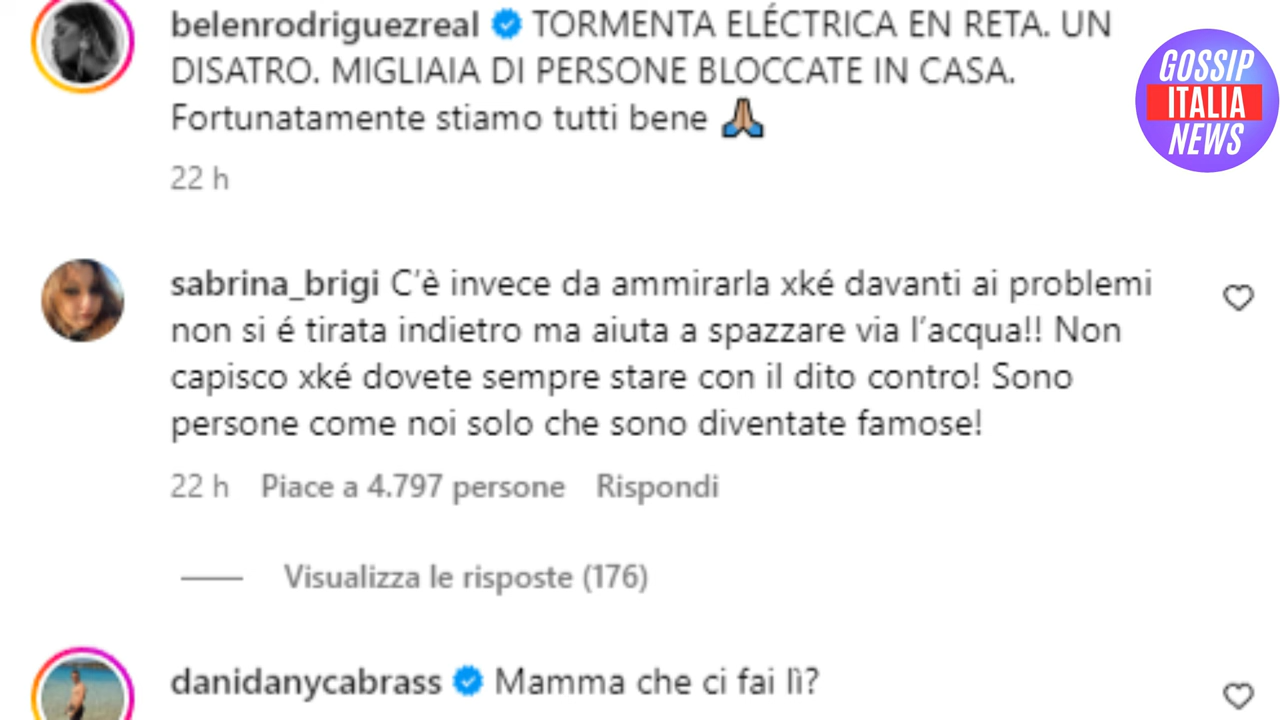 belenrodriguezreal TORMENTA ELÉCTRICA EN RETA. UN
DISATRO. MIGLIAIA DI PERSONE BLOCCATE IN CASA.
Fortunatamente stiamo tutti bene 🙏🏽
22 h
GOSSIP
ITALIA
NEWS
sabrina_brigi C'è invece da ammirarla xké davanti ai problemi
non si é tirata indietro ma aiuta a spazzare via l'acqua!! Non
capisco xké dovete sempre stare con il dito contro! Sono
persone come noi solo che sono diventate famose!
22 h Piace a 4.797 persone Rispondi
Visualizza le risposte (176)
danidanycabrass Mamma che ci fai lì?